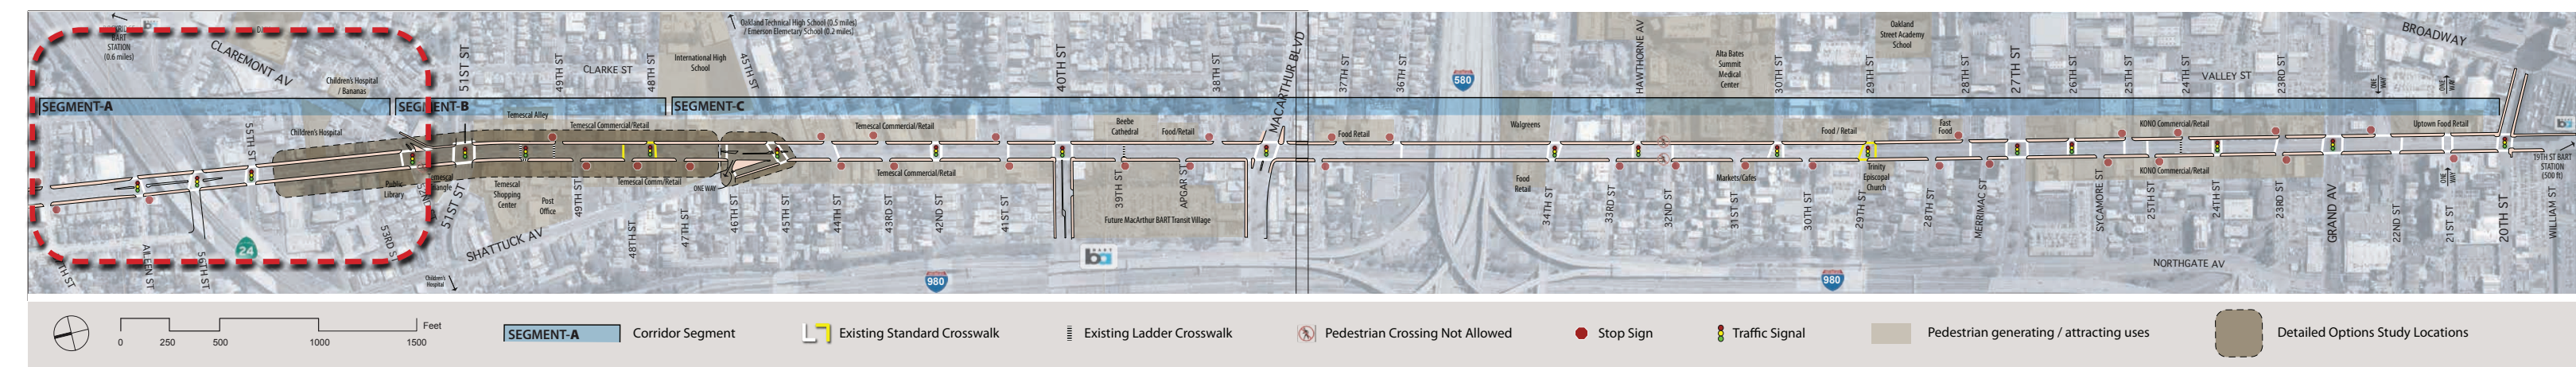 BART
STATION
(0.6 miles)
CLAREMONT AV
Children's Hospital
/ Bananas
51ST ST
49TH ST
CLARKE ST
48TH ST
International High
School
Oakland Technical High School (0.5 miles)
/ Emerson Elemetary School (0.2 miles)
45TH ST
40TH ST
38TH ST
MACARTHUR BLVD
37TH ST
36TH ST
580
HAWTHORNE AV
Alta Bates
Summit
Medical
Center
30TH ST
29TH ST
Oakland
Street Academy
School
28TH ST
27TH ST
26TH ST
25TH ST
24TH ST
VALLEY ST
23RD ST
ONE
WAY
ONE
WAY
BROADWAY
SEGMENT-A
SEGMENT-B
SEGMENT-C
55TH ST
Children's Hospital
Temescal Alley
Temescal Commercial/Retail
Temescal Commercial/Retail
Beebe
Cathedral
Food/Retail
Food Retail
Walgreens
Food / Retail
Fast
Food
KONO Commercial/Retail
Uptown Food Retail
Public
Library
Temescal
Shopping
Center
Post
Office
Temescal Comm/Retail
ONE WAY
Temescal Commercial/Retail
Food
Retail
Markets/Cafes
Trinity
Episcopal
Church
KONO Commercial/Retail
ONE
WAY
19TH ST BART
STATION
(500 ft)
AILEEN ST
56TH ST
24
53RD ST
51ST ST
Children's
Hospital
SHATTUCK AV
49TH ST
48TH ST
47TH ST
46TH ST
45TH ST
44TH ST
43RD ST
42ND ST
41ST ST
39TH ST
APGAR ST
Future MacArthur BART Transit Village
34TH ST
33RD ST
32ND ST
31ST ST
30TH ST
29TH ST
28TH ST
MERRIMAC ST
SYCAMORE ST
25TH ST
24TH ST
23RD ST
GRAND AV
22ND ST
21ST ST
20TH ST
WILLIAM ST
980
980
NORTHGATE AV
0
250
500
1000
1500
Feet
SEGMENT-A
Corridor Segment
Existing Standard Crosswalk
Existing Ladder Crosswalk
Pedestrian Crossing Not Allowed
Stop Sign
Traffic Signal
Pedestrian generating / attracting uses
Detailed Options Study Locations